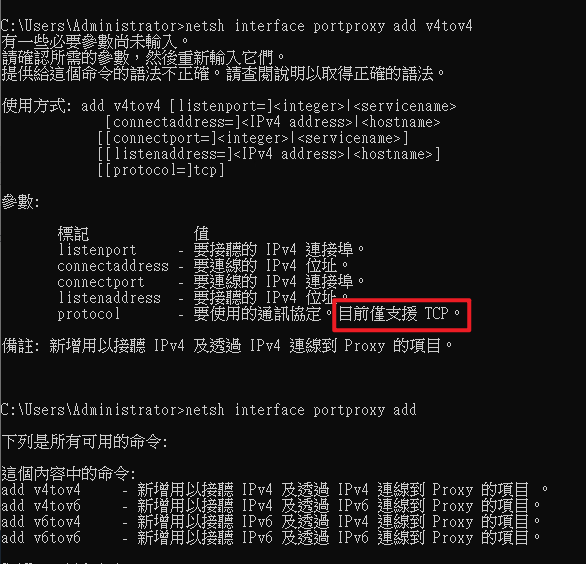 C:\Users\Administrator>netsh interface portproxy add v4tov4
有一些必要參數尚未輸入。
請確認所需的參數，然後重新輸入它們。
提供給這個命令的語法不正確。請查閱說明以取得正確的語法。
使用方式: add v4tov4 [listenport=]<integer>|<servicename>
[connectaddress=]<IPv4 address>|<hostname>
[[connectport=]<integer>|<servicename>]
[[listenaddress=]<IPv4 address>|<hostname>]
[[protocol=]tcp]
參數:
標記 值
listenport - 要接聽的 IPv4 連接埠。
connectaddress - 要連線的 IPv4 位址。
connectport - 要連線的 IPv4 連接埠。
listenaddress - 要接聽的 IPv4 位址。
protocol - 要使用的通訊協定。目前僅支援 TCP。
備註: 新增用以接聽 IPv4 及透過 IPv4 連線到 Proxy 的項目。
C:\Users\Administrator>netsh interface portproxy add
下列是所有可用的命令:
這個內容中的命令:
add v4tov4 - 新增用以接聽 IPv4 及透過 IPv4 連線到 Proxy 的項目 。
add v4tov6 - 新增用以接聽 IPv4 及透過 IPv6 連線到 Proxy 的項目。
add v6tov4 - 新增用以接聽 IPv6 及透過 IPv4 連線到 Proxy 的項目。
add v6tov6 - 新增用以接聽 IPv6 及透過 IPv6 連線到 Proxy 的項目。